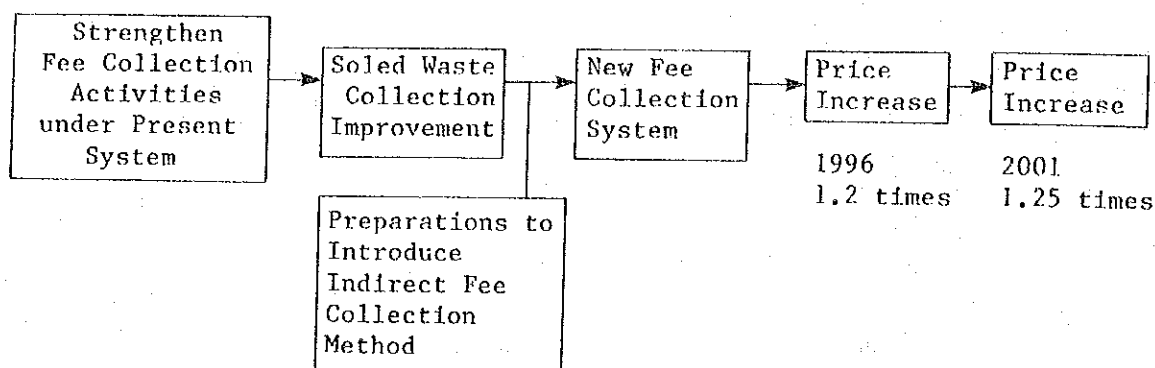 Strengthen
Fee Collection
Activities
under Present
System
Soled Waste
Collection
Improvement
New Fee
Collection
System
Price
Increase
Price
Increase
1996
1.2 times
2001
1.25 times
Preparations to
Introduce
Indirect Fee
Collection
Method